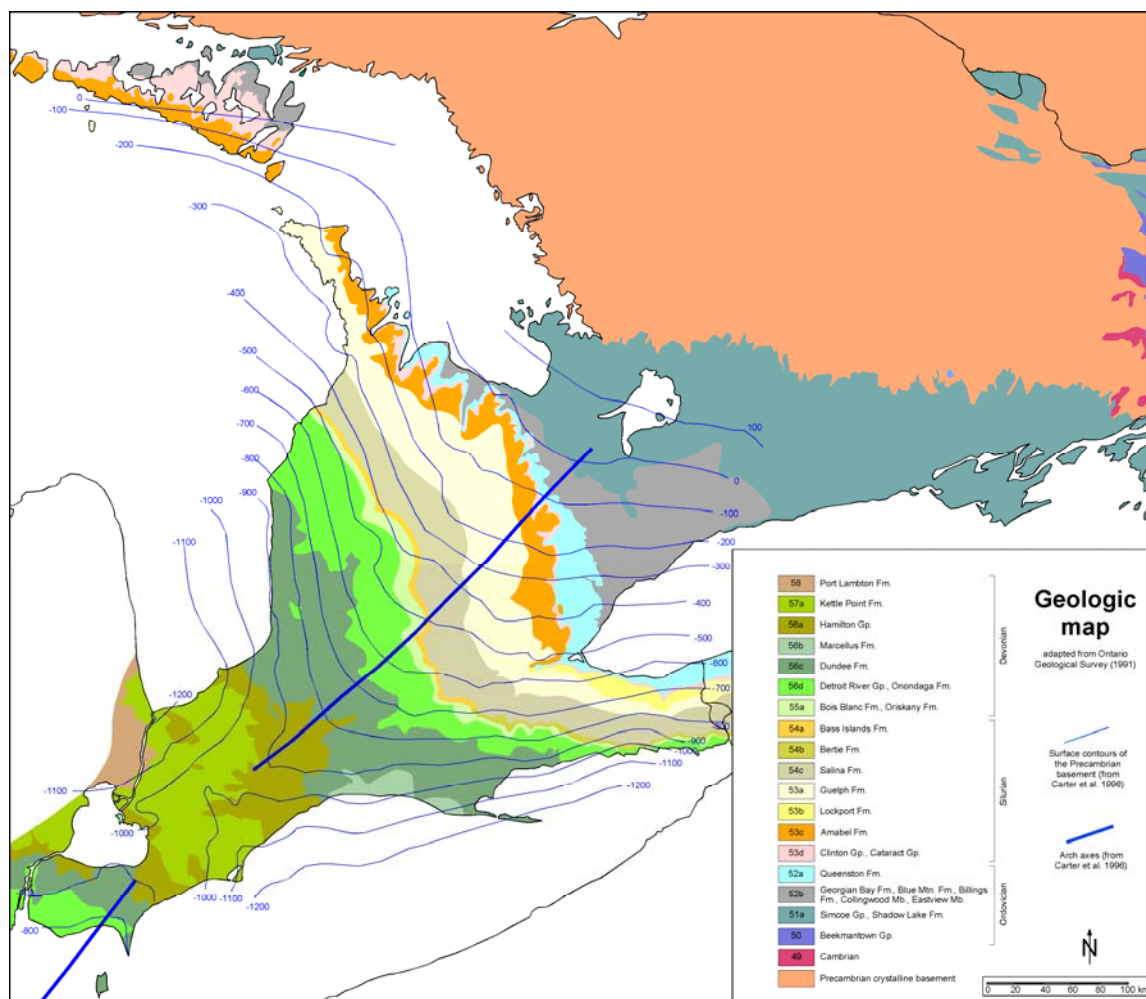 0
-100
-200
-300
-400
-500
-600
-700
-800
-900
-1000
-1100
-1200
-1100
-1000
-800
-1000
-1100
-1200
100
0
-100
-200
-300
-400
-500
-600
-700
-900
-1000
-1100
-1200
58 Port Lambton Fm.
57a Kettle Point Fm.
56a Hamilton Gp.
56b Marcellus Fm.
56c Dundee Fm.
56d Detroit River Gp., Onondaga Fm.
55a Bois Blanc Fm., Oriskany Fm.
54a Bass Islands Fm.
54b Bertie Fm.
54c Salina Fm.
53a Guelph Fm.
53b Lockport Fm.
53c Amabel Fm.
53d Clinton Gp., Cataract Gp.
52a Queenston Fm.
52b Georgian Bay Fm., Blue Mtn. Fm., Billings
Fm., Collingwood Mb., Eastview Mb.
51a Simcoe Gp., Shadow Lake Fm.
50 Beekmantown Gp.
49 Cambrian
Precambrian crystalline basement
Devonian
Silurian
Ordovician
Geologic
map
adapted from Ontario
Geological Survey (1991)
Surface contours of
the Precambrian
basement (from
Carter et al. 1996)
Arch axes (from
Carter et al. 1996)
N
0 20 40 60 80 100 km